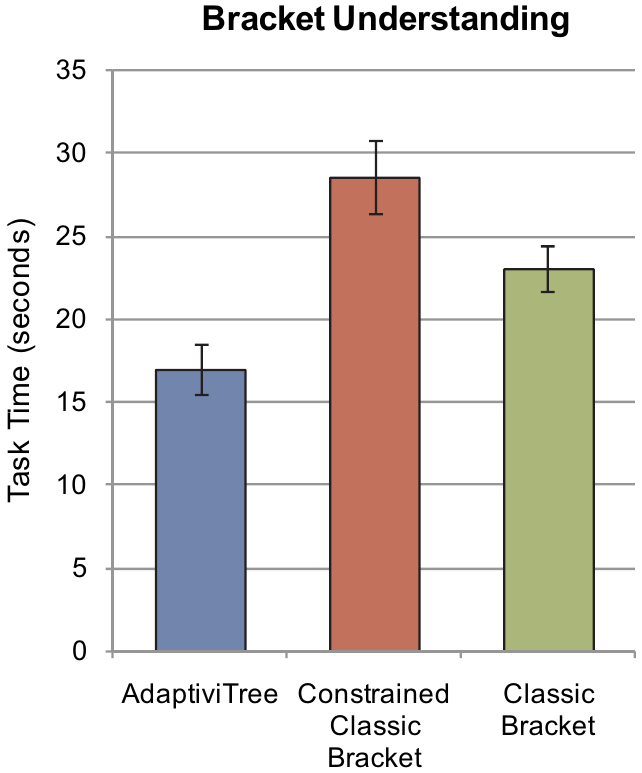 Bracket Understanding
35
30
25
20
15
10
5
0
Task Time (seconds)
AdaptiviTree
Constrained
Classic
Bracket
Classic
Bracket